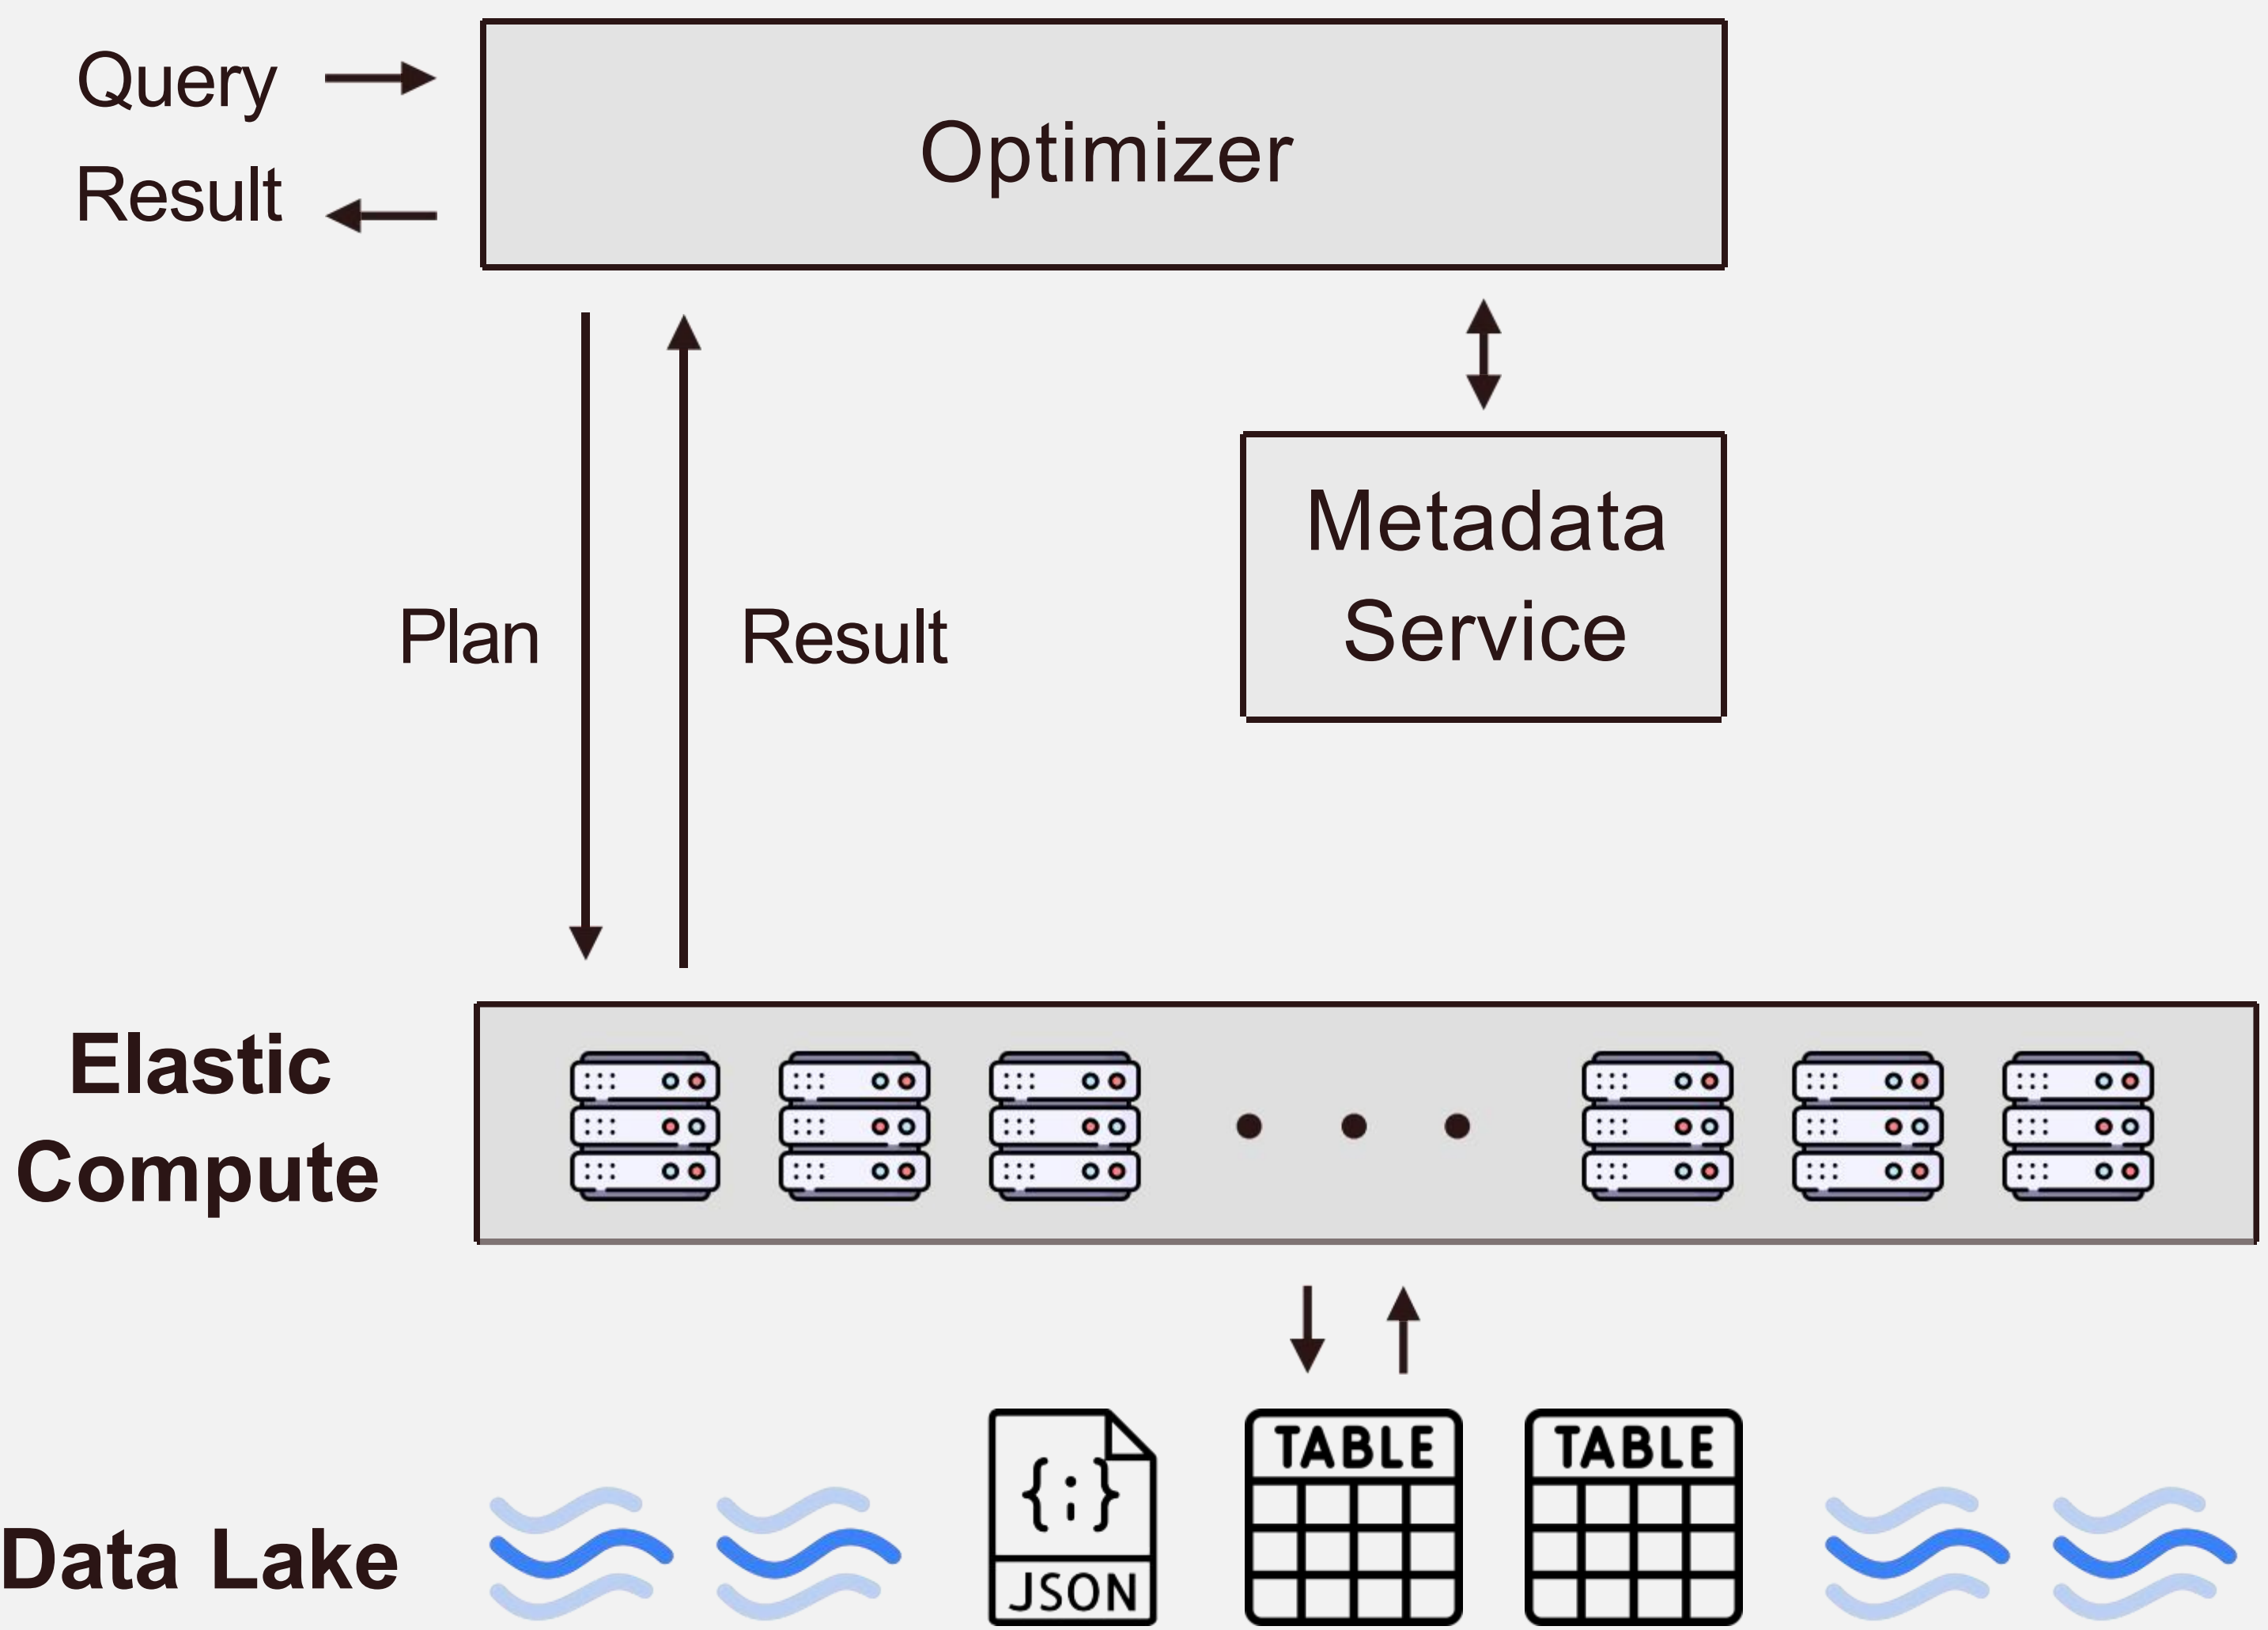 Query
Result
Optimizer
Metadata
Service
Plan
Result
Elastic
Compute
TABLE
TABLE
{;}
JSON
Data Lake